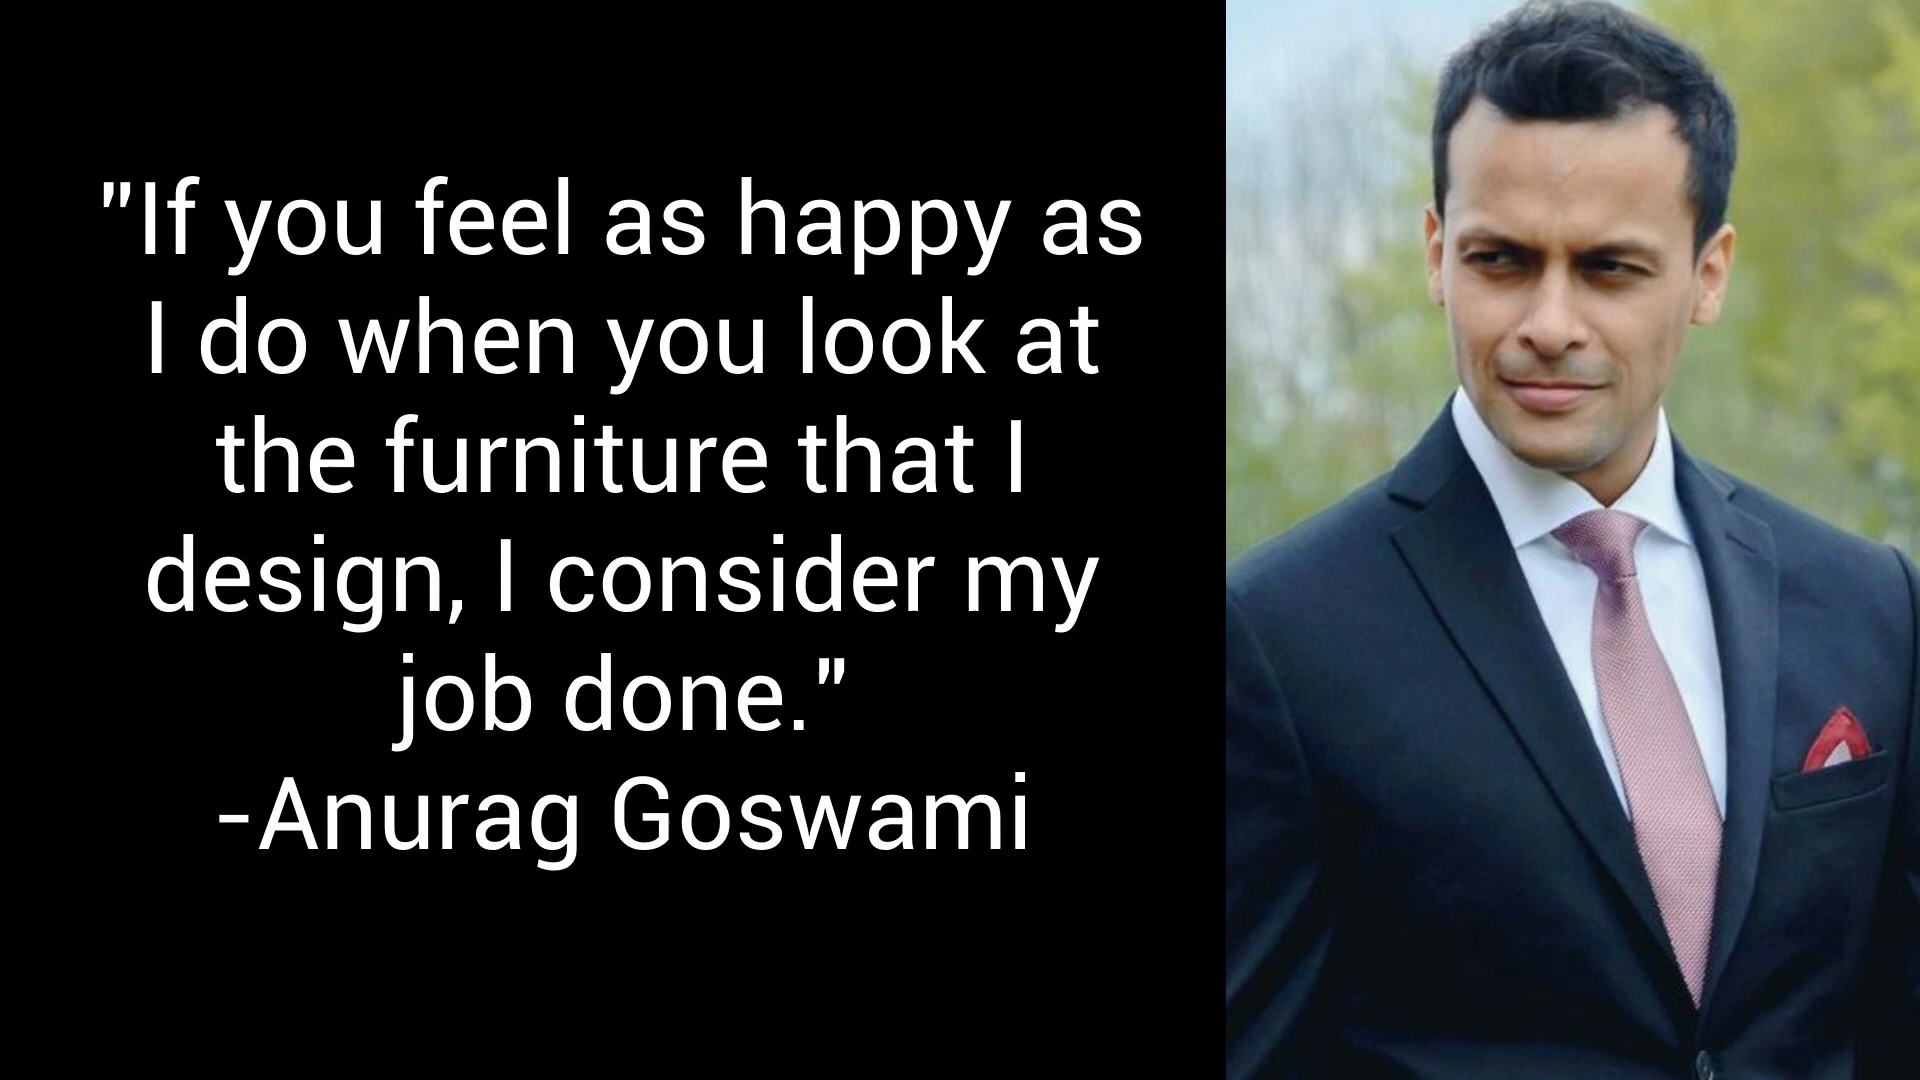 "If you feel as happy as
I do when you look at
the furniture that I
design, I consider my
job done."
-Anurag Goswami